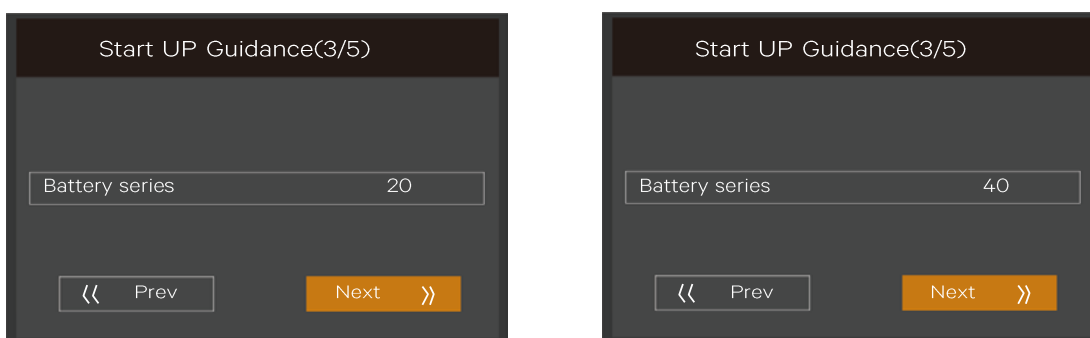 Start UP Guidance(3/5)
Battery series 20
⟨⟨ Prev
Next ⟩⟩
Start UP Guidance(3/5)
Battery series 40
⟨⟨ Prev
Next ⟩⟩